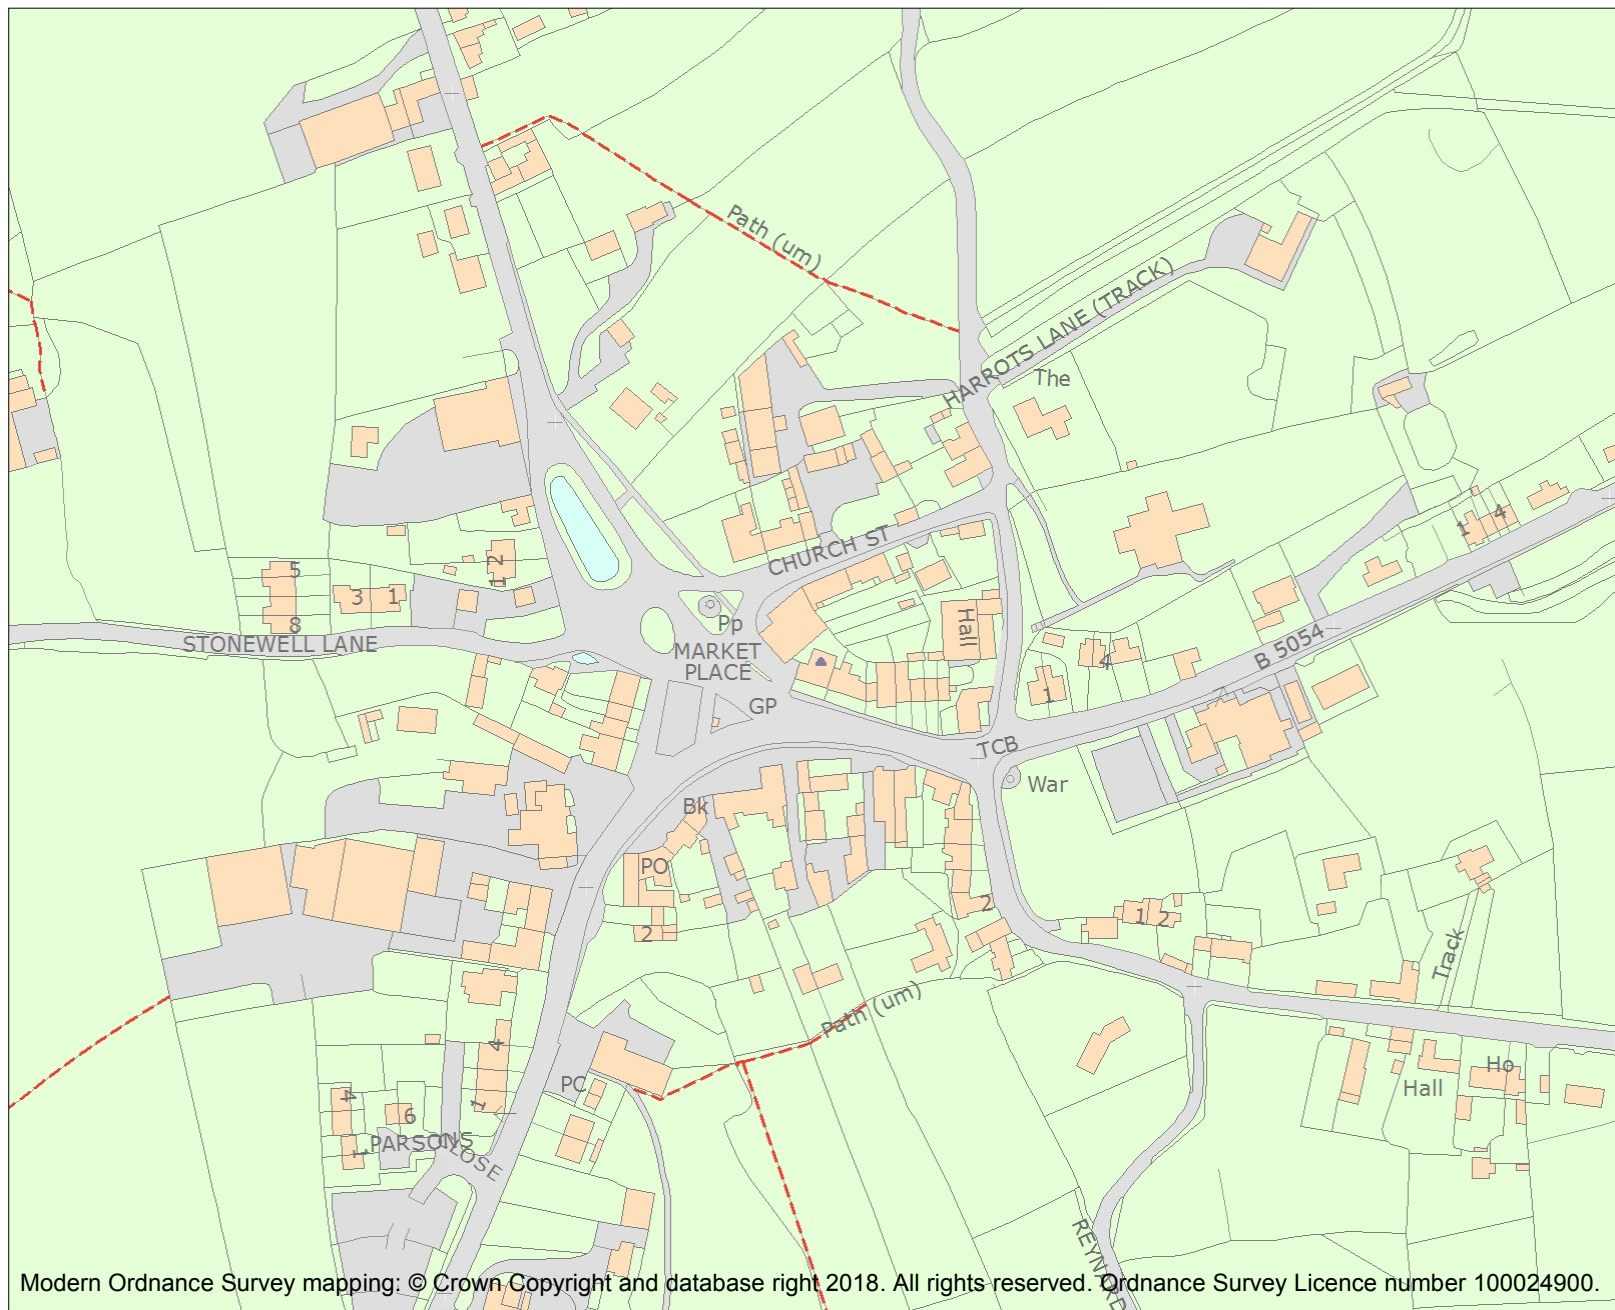 Path (um)
HARROTS LANE (TRACK)
The
1
4
CHURCH ST
5
3
1
8
2
11
STONEWELL LANE
Pp
MARKET
PLACE
Hall
GP
4
1
B 5054
TCB
War
Bk
PO
2
2
1
2
Track
Path (um)
4
PC
Ho
Hall
4
6
1
1
PARSONS
CLOSE
REYNARD
Modern Ordnance Survey mapping: © Crown Copyright and database right 2018. All rights reserved. Ordnance Survey Licence number 100024900.